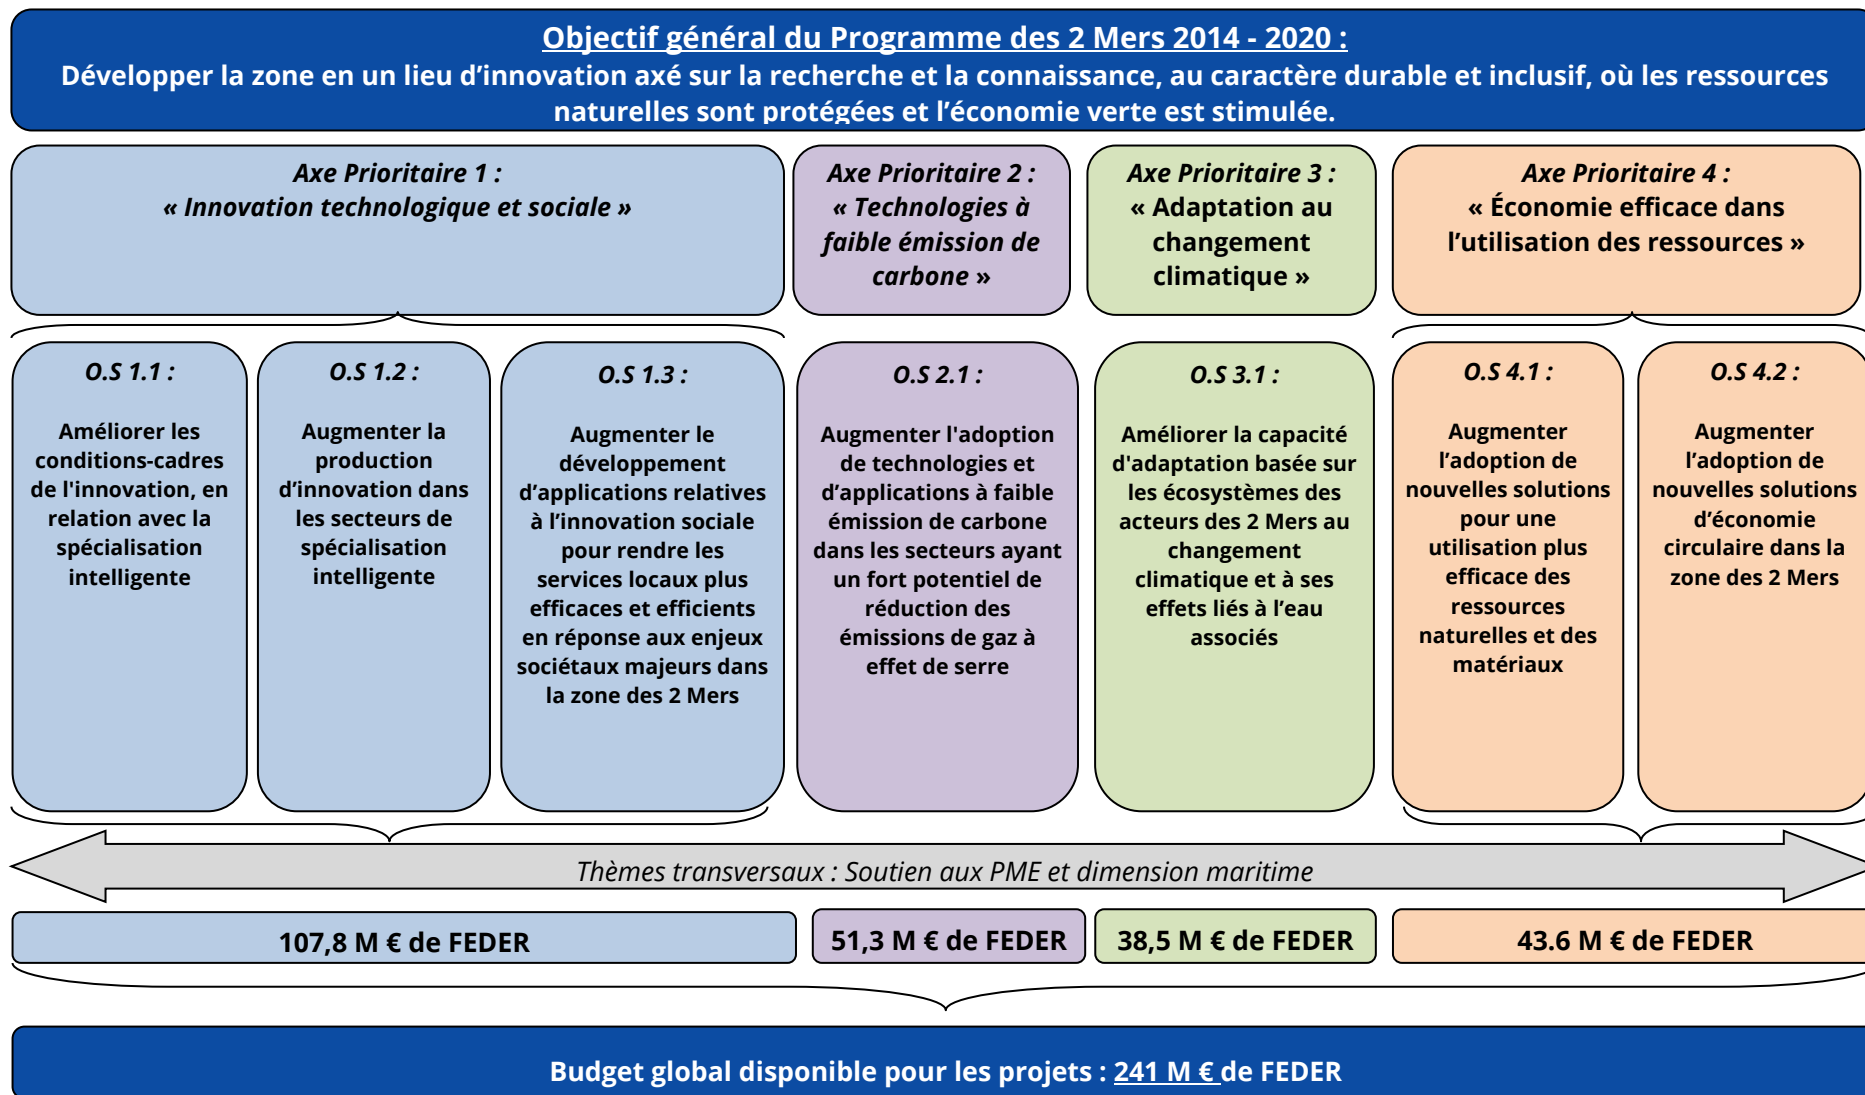 Objectif général du Programme des 2 Mers 2014 - 2020 :
Développer la zone en un lieu d’innovation axé sur la recherche et la connaissance, au caractère durable et inclusif, où les ressources
naturelles sont protégées et l’économie verte est stimulée.
Axe Prioritaire 1 :
« Innovation technologique et sociale »
Axe Prioritaire 2 :
« Technologies à
faible émission de
carbone »
Axe Prioritaire 3 :
« Adaptation au
changement
climatique »
Axe Prioritaire 4 :
« Économie efficace dans
l’utilisation des ressources »
O.S 1.1 :
Améliorer les
conditions-cadres
de l'innovation, en
relation avec la
spécialisation
intelligente
O.S 1.2 :
Augmenter la
production
d’innovation dans
les secteurs de
spécialisation
intelligente
O.S 1.3 :
Augmenter le
développement
d’applications relatives
à l’innovation sociale
pour rendre les
services locaux plus
efficaces et efficients
en réponse aux enjeux
sociétaux majeurs dans
la zone des 2 Mers
O.S 2.1 :
Augmenter l'adoption
de technologies et
d’applications à faible
émission de carbone
dans les secteurs ayant
un fort potentiel de
réduction des
émissions de gaz à
effet de serre
O.S 3.1 :
Améliorer la capacité
d'adaptation basée sur
les écosystèmes des
acteurs des 2 Mers au
changement
climatique et à ses
effets liés à l’eau
associés
O.S 4.1 :
Augmenter
l’adoption de
nouvelles solutions
pour une
utilisation plus
efficace des
ressources
naturelles et des
matériaux
O.S 4.2 :
Augmenter
l’adoption de
nouvelles solutions
d’économie
circulaire dans la
zone des 2 Mers
Thèmes transversaux : Soutien aux PME et dimension maritime
107,8 M € de FEDER
51,3 M € de FEDER
38,5 M € de FEDER
43.6 M € de FEDER
Budget global disponible pour les projets : 241 M € de FEDER